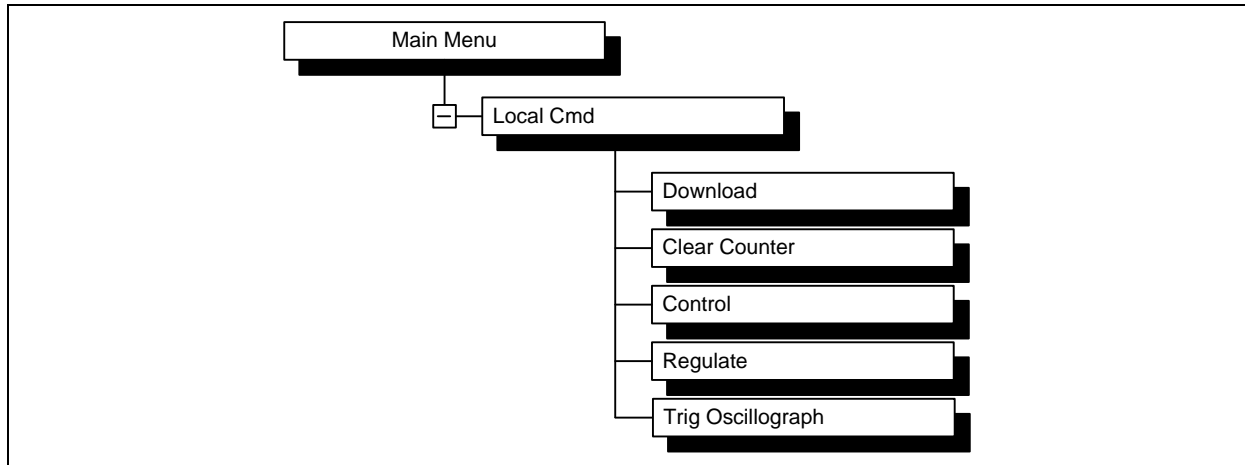 Main Menu
Local Cmd
Download
Clear Counter
Control
Regulate
Trig Oscillograph